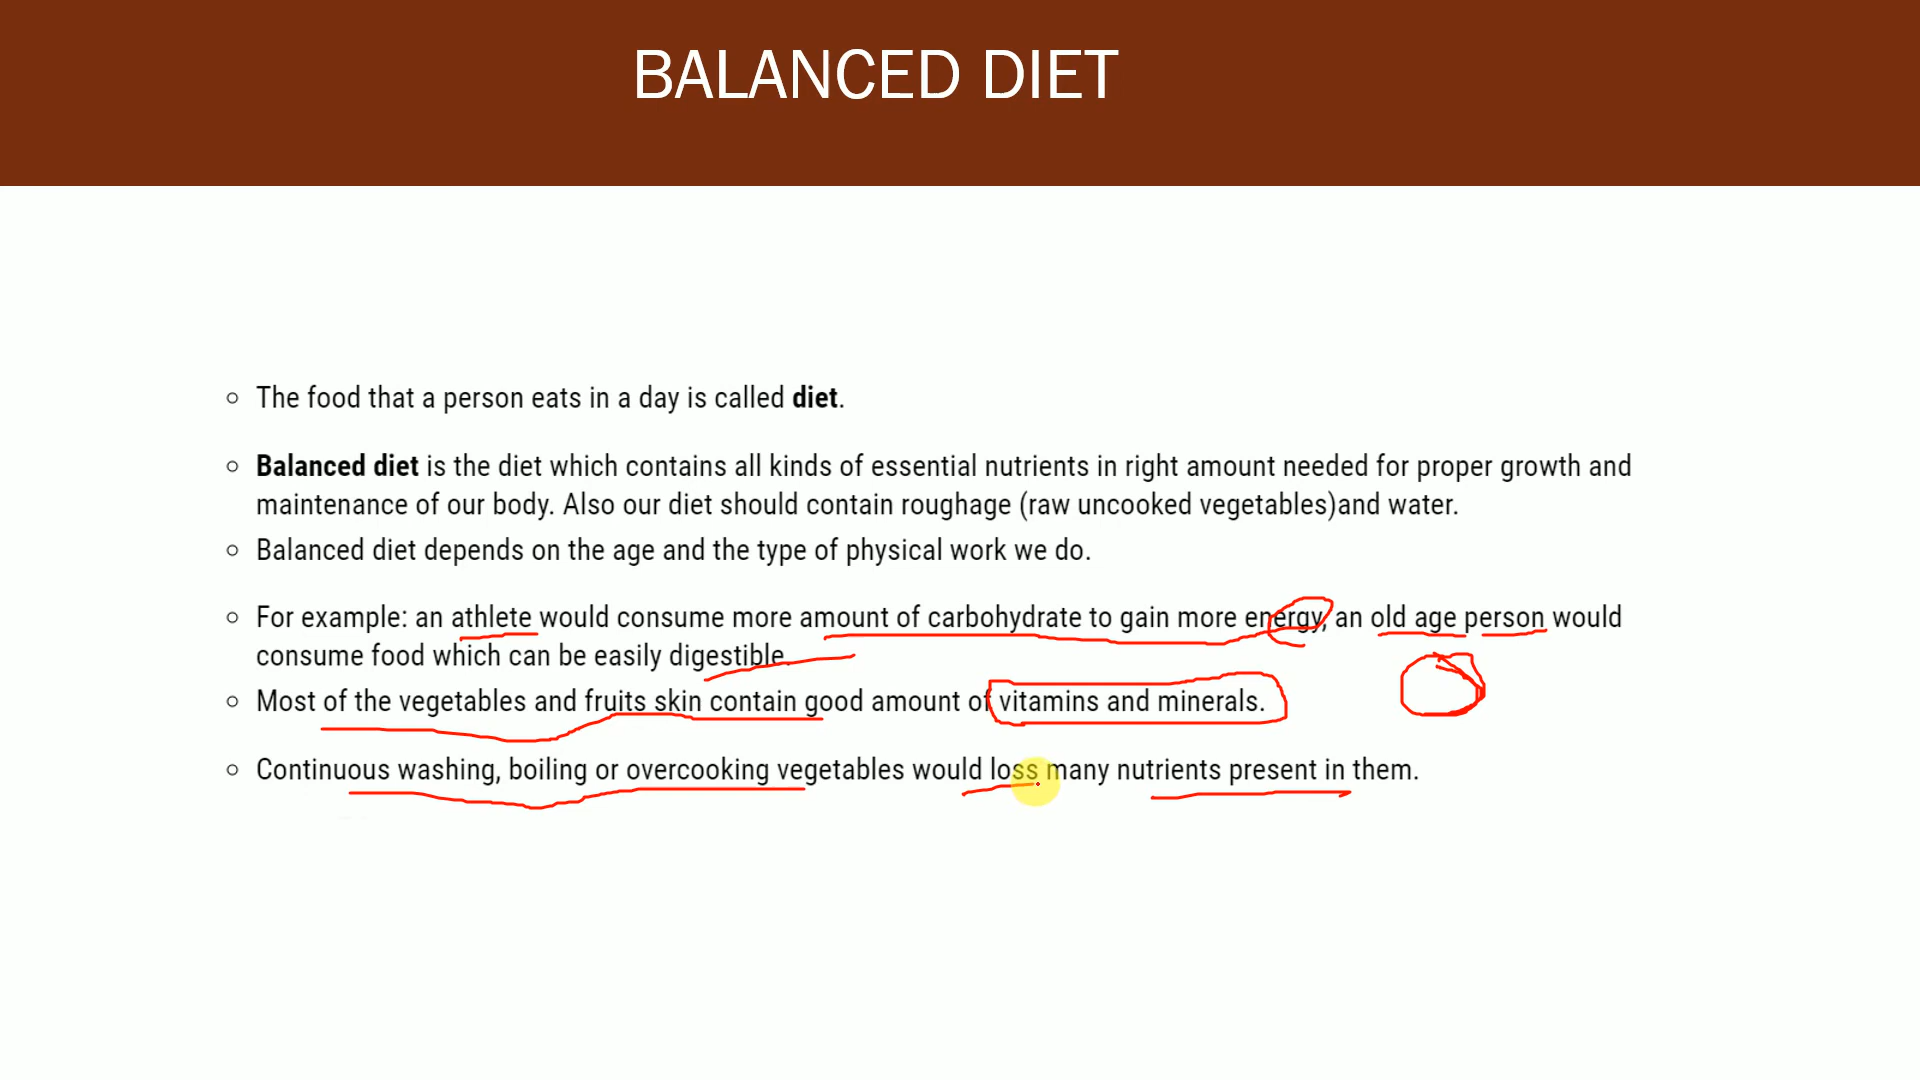 BALANCED DIET
The food that a person eats in a day is called diet.
Balanced diet is the diet which contains all kinds of essential nutrients in right amount needed for proper growth and
maintenance of our body. Also our diet should contain roughage (raw uncooked vegetables)and water.
Balanced diet depends on the age and the type of physical work we do.
For example: an athlete would consume more amount of carbohydrate to gain more energy, an old age person would
consume food which can be easily digestible.
Most of the vegetables and fruits skin contain good amount of vitamins and minerals.
Continuous washing, boiling or overcooking vegetables would loss many nutrients present in them.